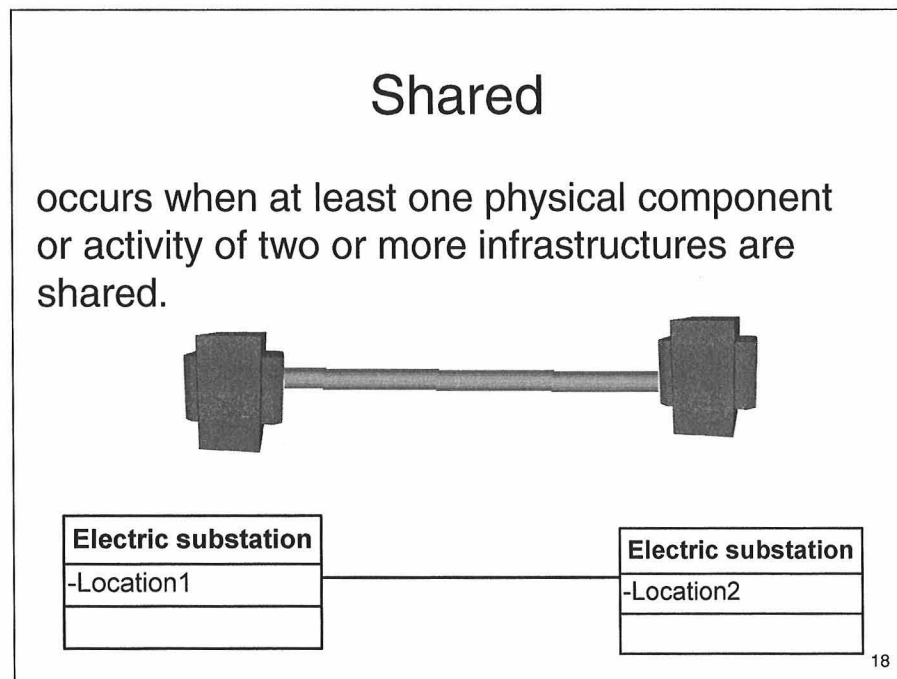 Shared
occurs when at least one physical component
or activity of two or more infrastructures are
shared.
Electric substation
-Location1
Electric substation
-Location2
18